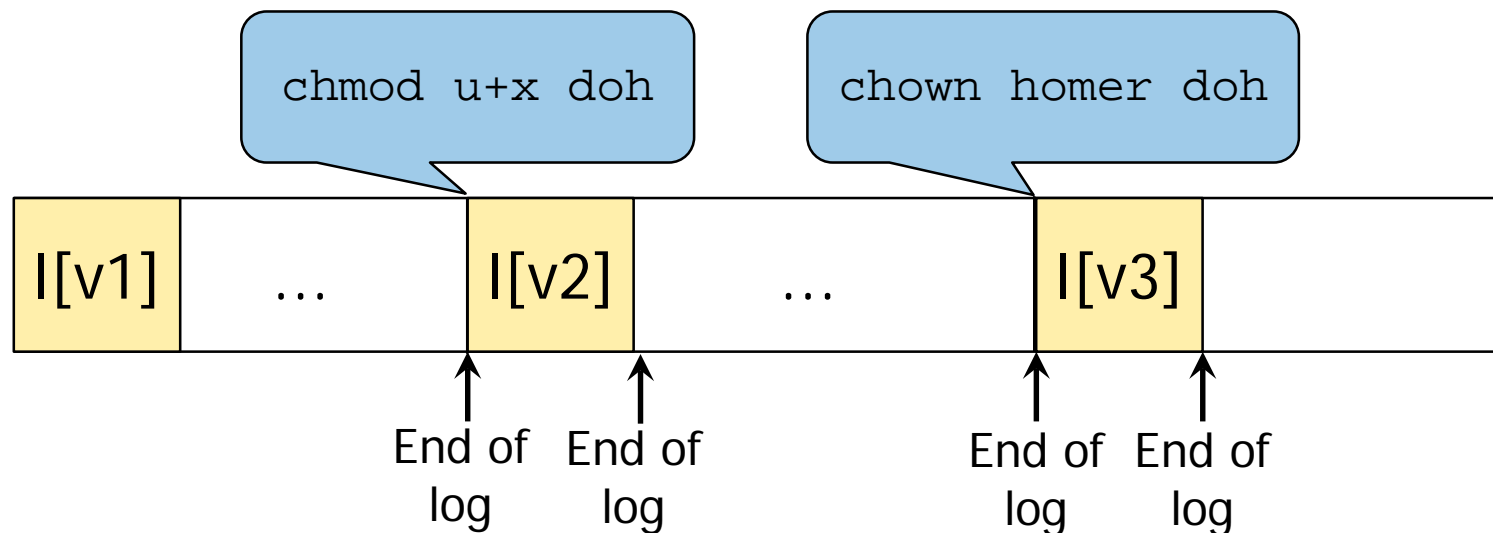 chmod u+x doh
chown homer doh
I[v1]
...
I[v2]
...
I[v3]
End of
log
End of
log
End of
log
End of
log